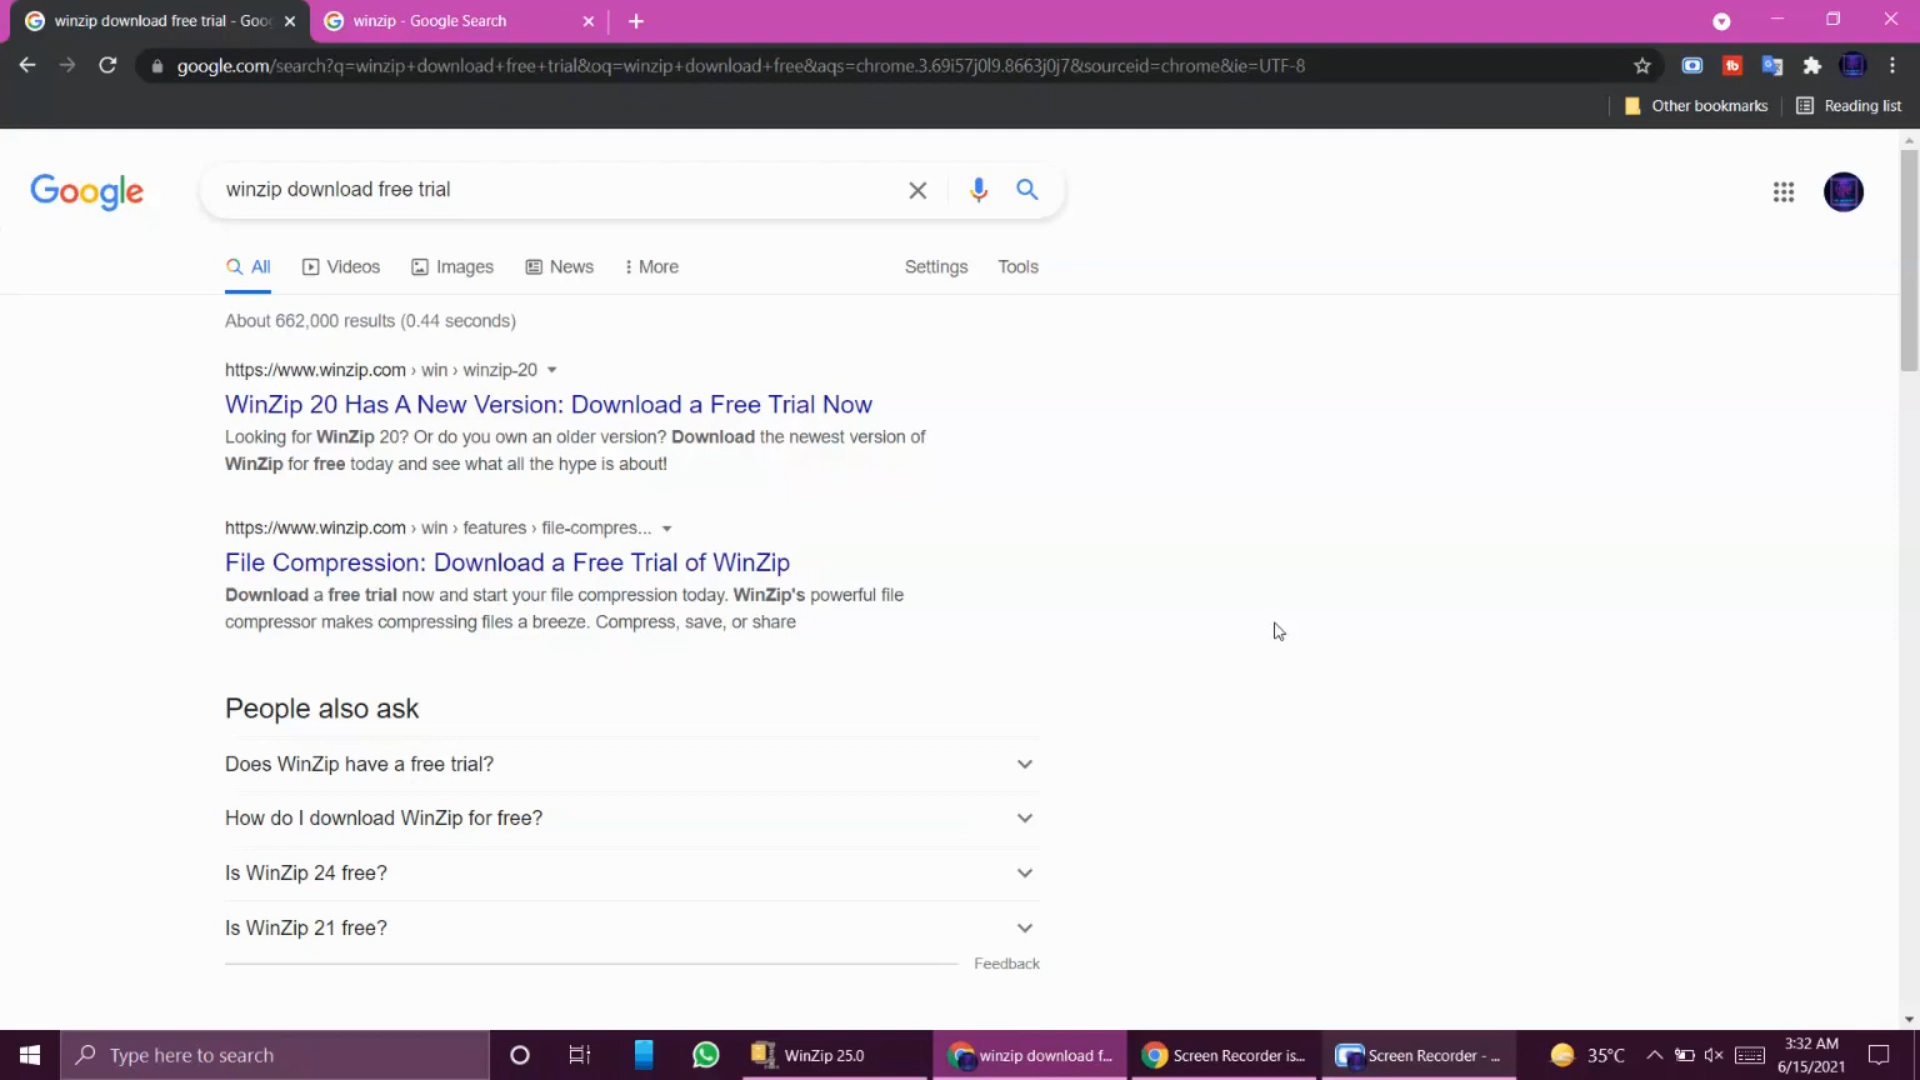 winzip download free trial - Goo
winzip - Google Search
google.com/search?q=winzip+download+free+trial&oq=winzip+download+free&aqs=chrome.3.69i57j0l9.8663j0j7&sourceid=chrome&ie=UTF-8
Other bookmarks
Reading list
Google
winzip download free trial
All
Videos
Images
News
More
Settings
Tools
About 662,000 results (0.44 seconds)
https://www.winzip.com › win › winzip-20
WinZip 20 Has A New Version: Download a Free Trial Now
Looking for WinZip 20? Or do you own an older version? Download the newest version of
WinZip for free today and see what all the hype is about!
https://www.winzip.com › win › features › file-compres...
File Compression: Download a Free Trial of WinZip
Download a free trial now and start your file compression today. WinZip's powerful file
compressor makes compressing files a breeze. Compress, save, or share
People also ask
Does WinZip have a free trial?
How do I download WinZip for free?
Is WinZip 24 free?
Is WinZip 21 free?
Feedback
Type here to search
WinZip 25.0
winzip download f...
Screen Recorder is...
Screen Recorder - ...
35°C
3:32 AM
6/15/2021